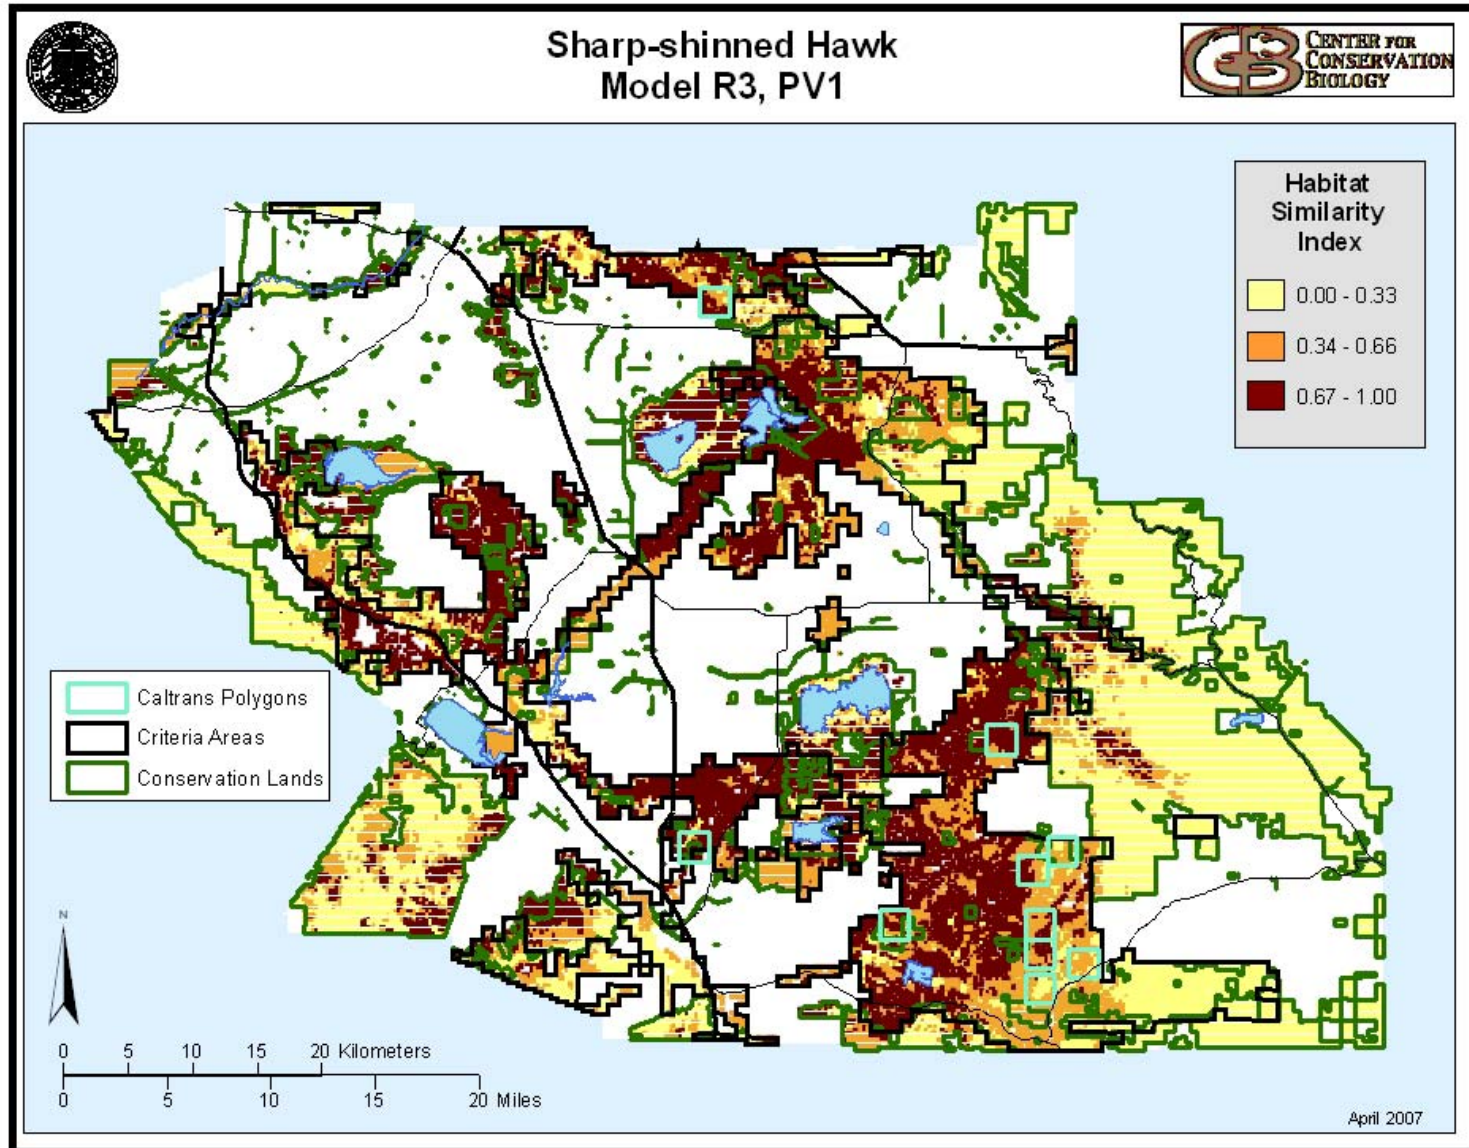 Sharp-shinned Hawk
Model R3, PV1
CENTER FOR
CONSERVATION
BIOLOGY
Habitat
Similarity
Index
0.00 - 0.33
0.34 - 0.66
0.67 - 1.00
Caltrans Polygons
Criteria Areas
Conservation Lands
N
0 5 10 15 20 Kilometers
0 5 10 15 20 Miles
April 2007